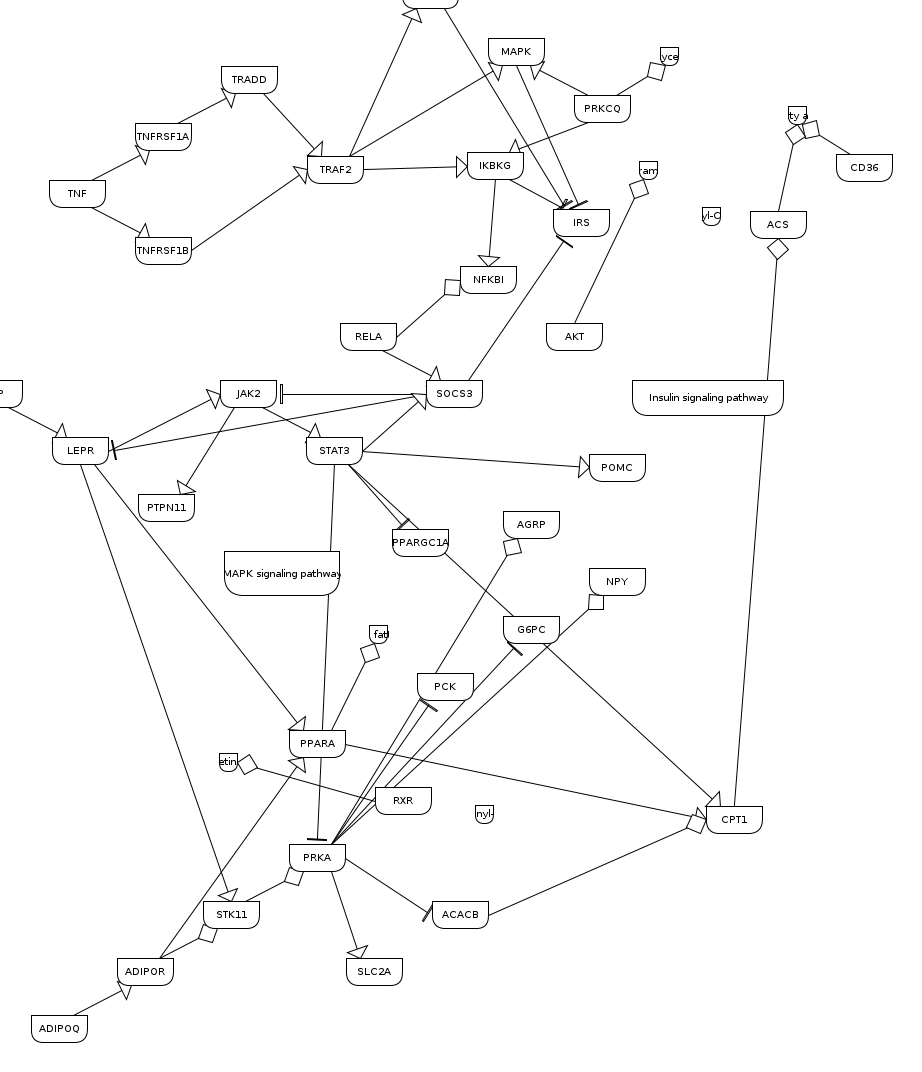 MAPK
yce
TRADD
PRKCQ
ty a
TNFRSF1A
TRAF2
IKBKG
ram
CD36
TNF
yl-C
IRS
ACS
TNFRSF1B
NFKBI
RELA
AKT
P
JAK2
SOCS3
Insulin signaling pathway
LEPR
STAT3
POMC
PTPN11
AGRP
PPARGC1A
MAPK signaling pathway
NPY
G6PC
fatt
PCK
PPARA
etin
RXR
nyl-
CPT1
PRKA
STK11
ACACB
ADIPOR
SLC2A
ADIPOQ